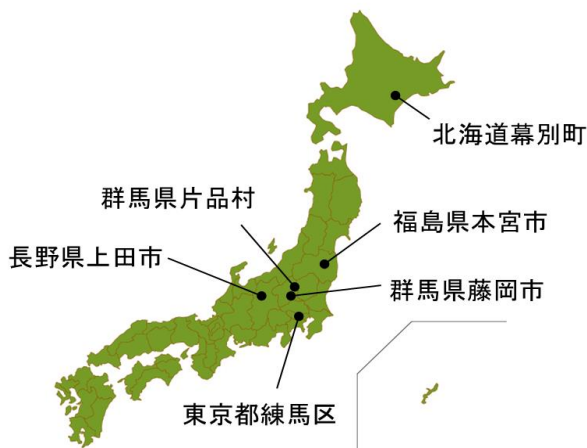 北海道幕別町
群馬県片品村
福島県本宮市
長野県上田市
群馬県藤岡市
東京都練馬区